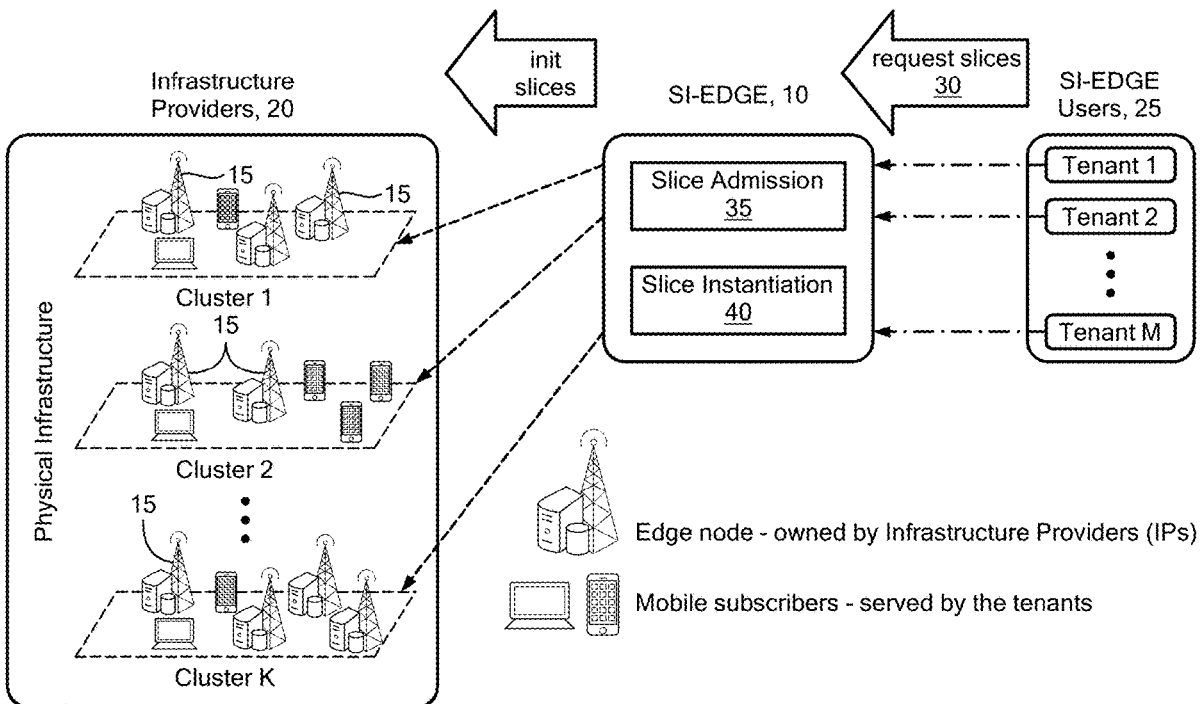 Infrastructure
Providers, 20
init
slices
SI-EDGE, 10
request slices
30
SI-EDGE
Users, 25
Physical Infrastructure
15
15
Cluster 1
15
Cluster 2
15
Cluster K
Slice Admission
35
Slice Instantiation
40
Tenant 1
Tenant 2
Tenant M
Edge node - owned by Infrastructure Providers (IPs)
Mobile subscribers - served by the tenants